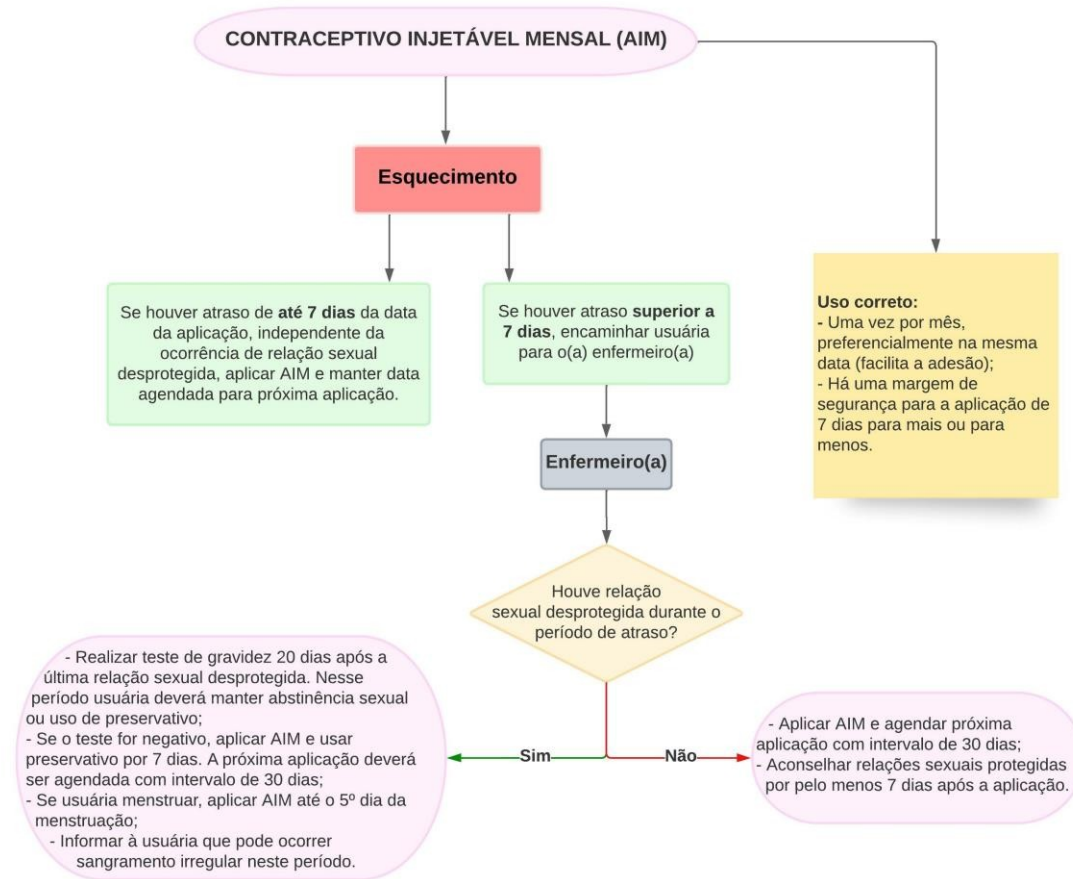 CONTRACEPTIVO INJETÁVEL MENSAL (AIM)
Esquecimento
Se houver atraso de até 7 dias da data
da aplicação, independente da
ocorrência de relação sexual
desprotegida, aplicar AIM e manter data
agendada para próxima aplicação.
Se houver atraso superior a
7 dias, encaminhar usuária
para o(a) enfermeiro(a)
Uso correto:
- Uma vez por mês,
preferencialmente na mesma
data (facilita a adesão);
- Há uma margem de
segurança para a aplicação de
7 dias para mais ou para
menos.
Enfermeiro(a)
Houve relação
sexual desprotegida durante o
período de atraso?
Sim
Não
- Realizar teste de gravidez 20 dias após a
última relação sexual desprotegida. Nesse
período usuária deverá manter abstinência sexual
ou uso de preservativo;
- Se o teste for negativo, aplicar AIM e usar
preservativo por 7 dias. A próxima aplicação deverá
ser agendada com intervalo de 30 dias;
- Se usuária menstruar, aplicar AIM até o 5º dia da
menstruação;
- Informar à usuária que pode ocorrer
sangramento irregular neste período.
- Aplicar AIM e agendar próxima
aplicação com intervalo de 30 dias;
- Aconselhar relações sexuais protegidas
por pelo menos 7 dias após a aplicação.